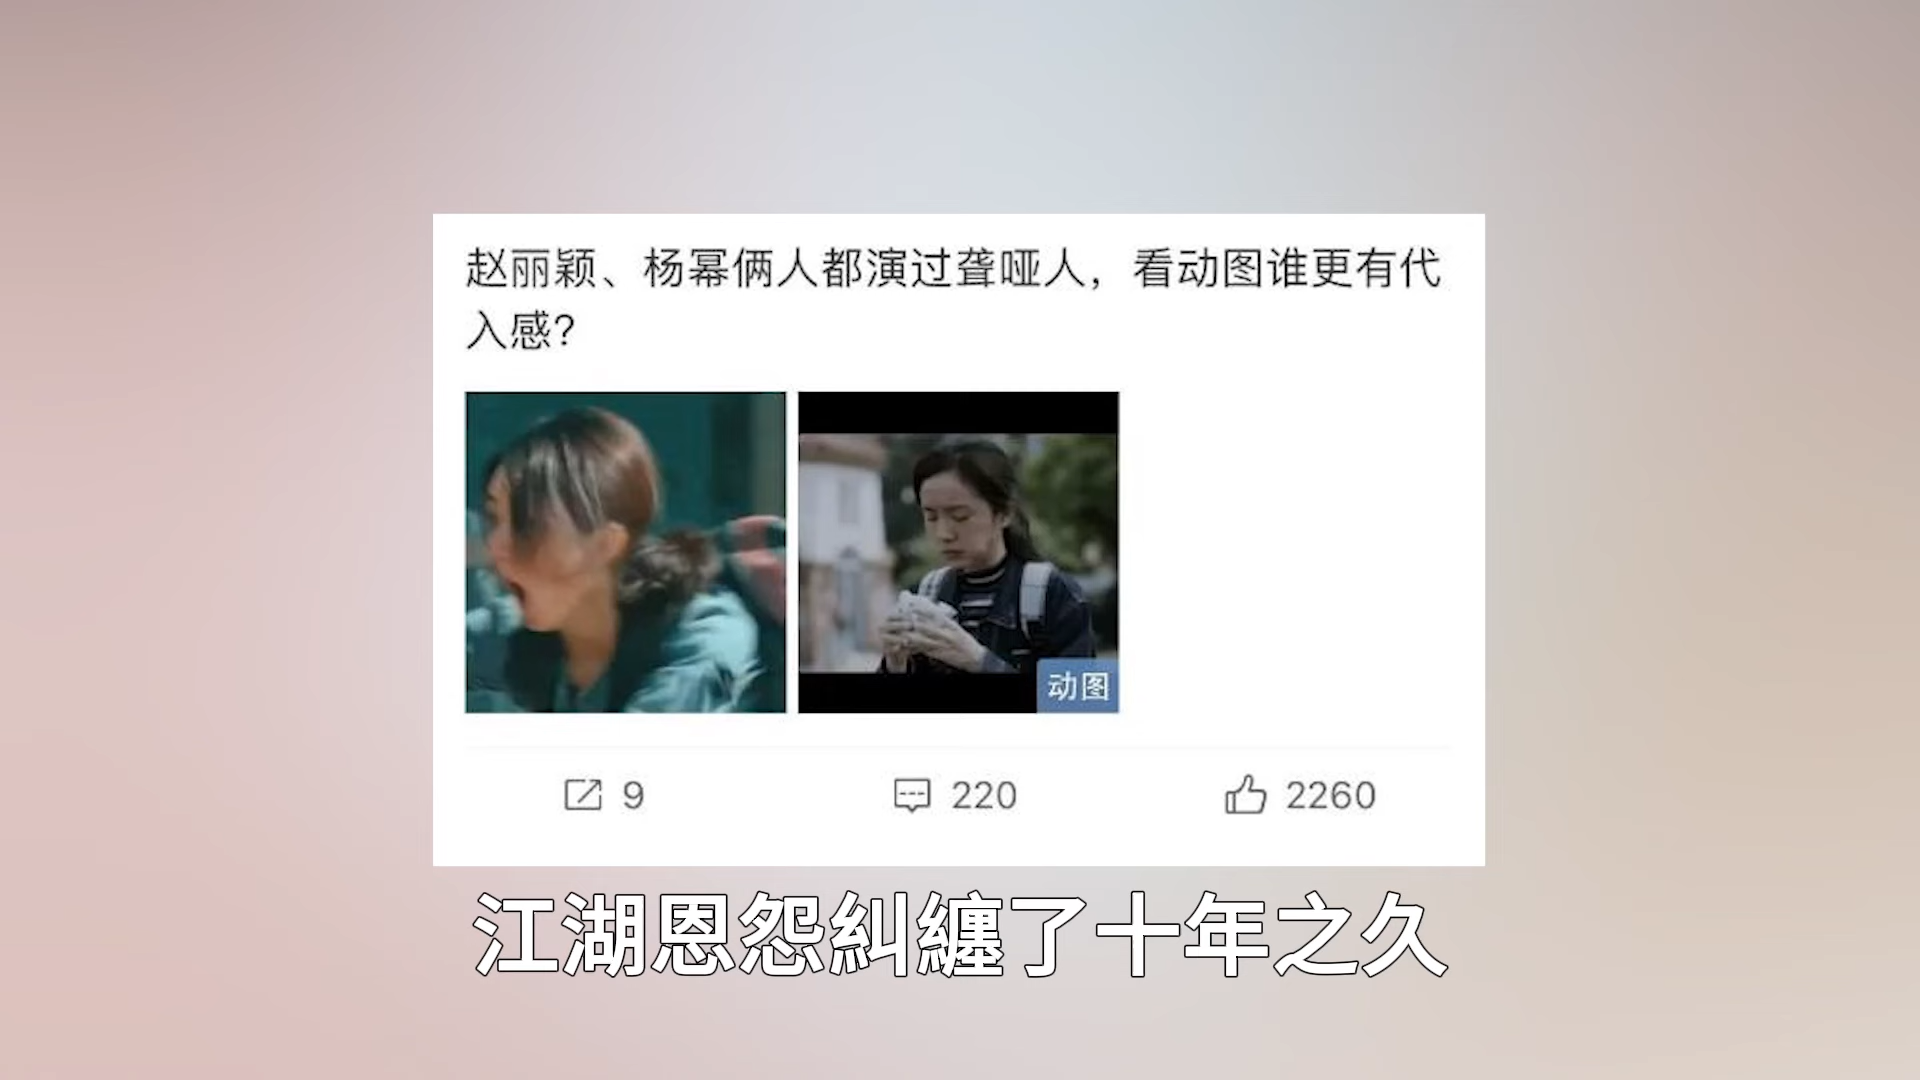 赵丽颖、杨幂俩人都演过聋哑人，看动图谁更有代
入感？
动图
9
220
2260
江湖恩怨糾纏了十年之久